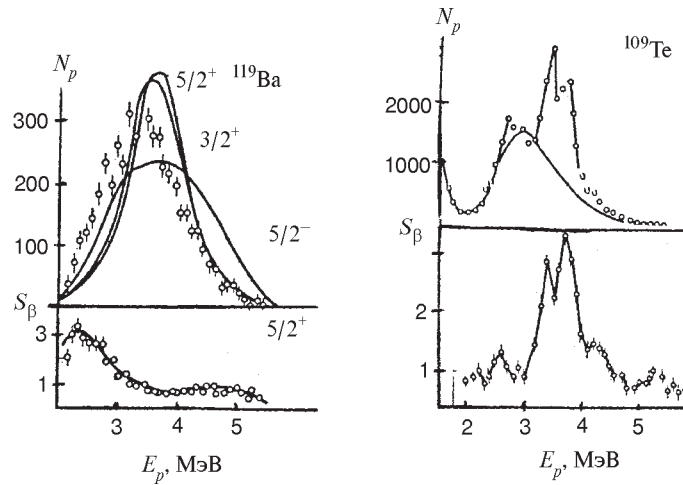 N_p
5/2⁺
¹¹⁹Ba
300
3/2⁺
200
5/2⁻
100
S_β
5/2⁺
3
1
3 4 5
E_p, МэВ
N_p
¹⁰⁹Te
2000
1000
S_β
2
1
2 3 4 5
E_p, МэВ